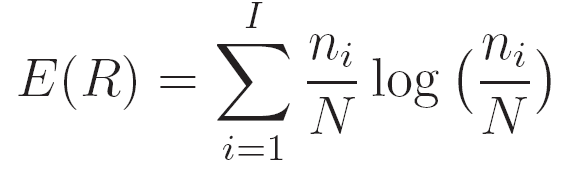 E(R) = \sum_{i=1}^{I} \frac{n_i}{N} \log \left( \frac{n_i}{N} \right)